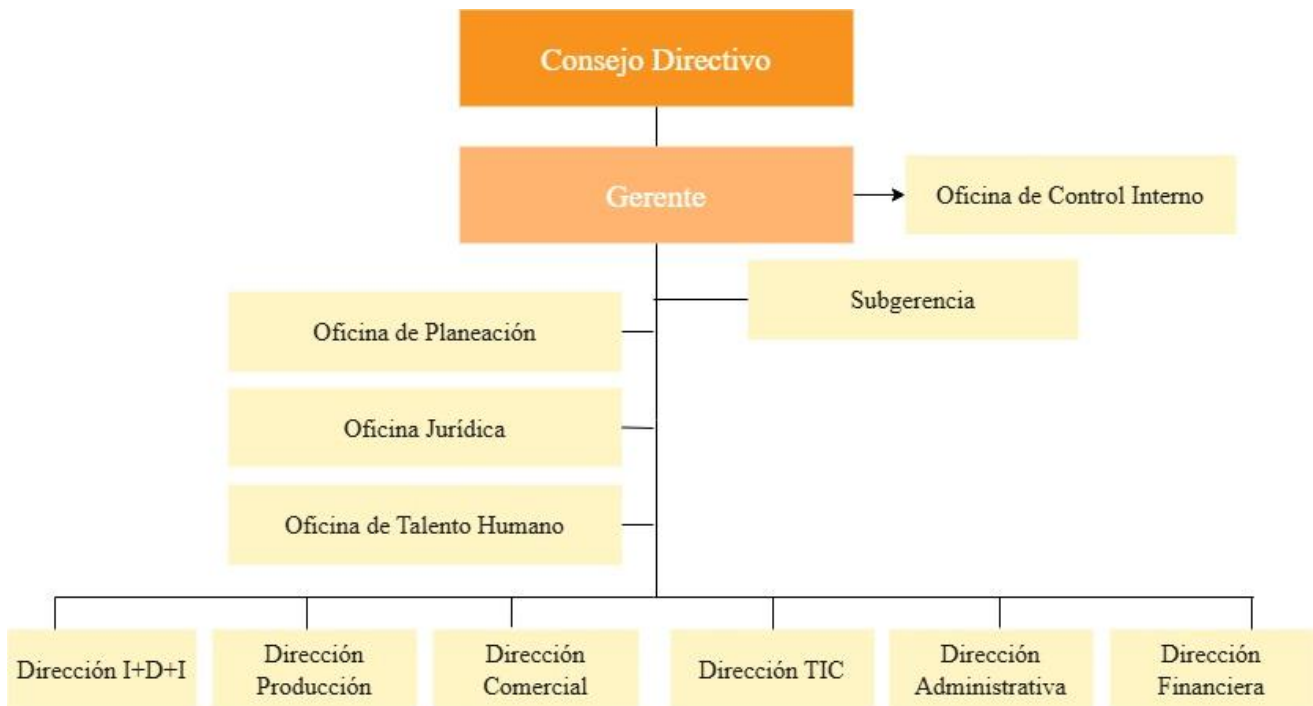 Consejo Directivo
Gerente
Oficina de Control Interno
Subgerencia
Oficina de Planeación
Oficina Jurídica
Oficina de Talento Humano
Dirección I+D+I
Dirección
Producción
Dirección
Comercial
Dirección TIC
Dirección
Administrativa
Dirección
Financiera